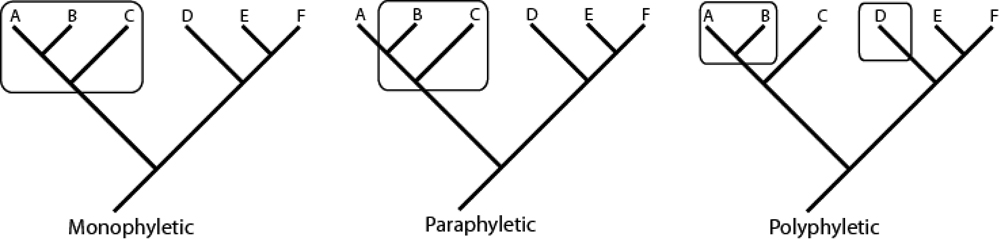 A B C D E F
A B C D E F
A B C D E F
Monophyletic
Paraphyletic
Polyphyletic